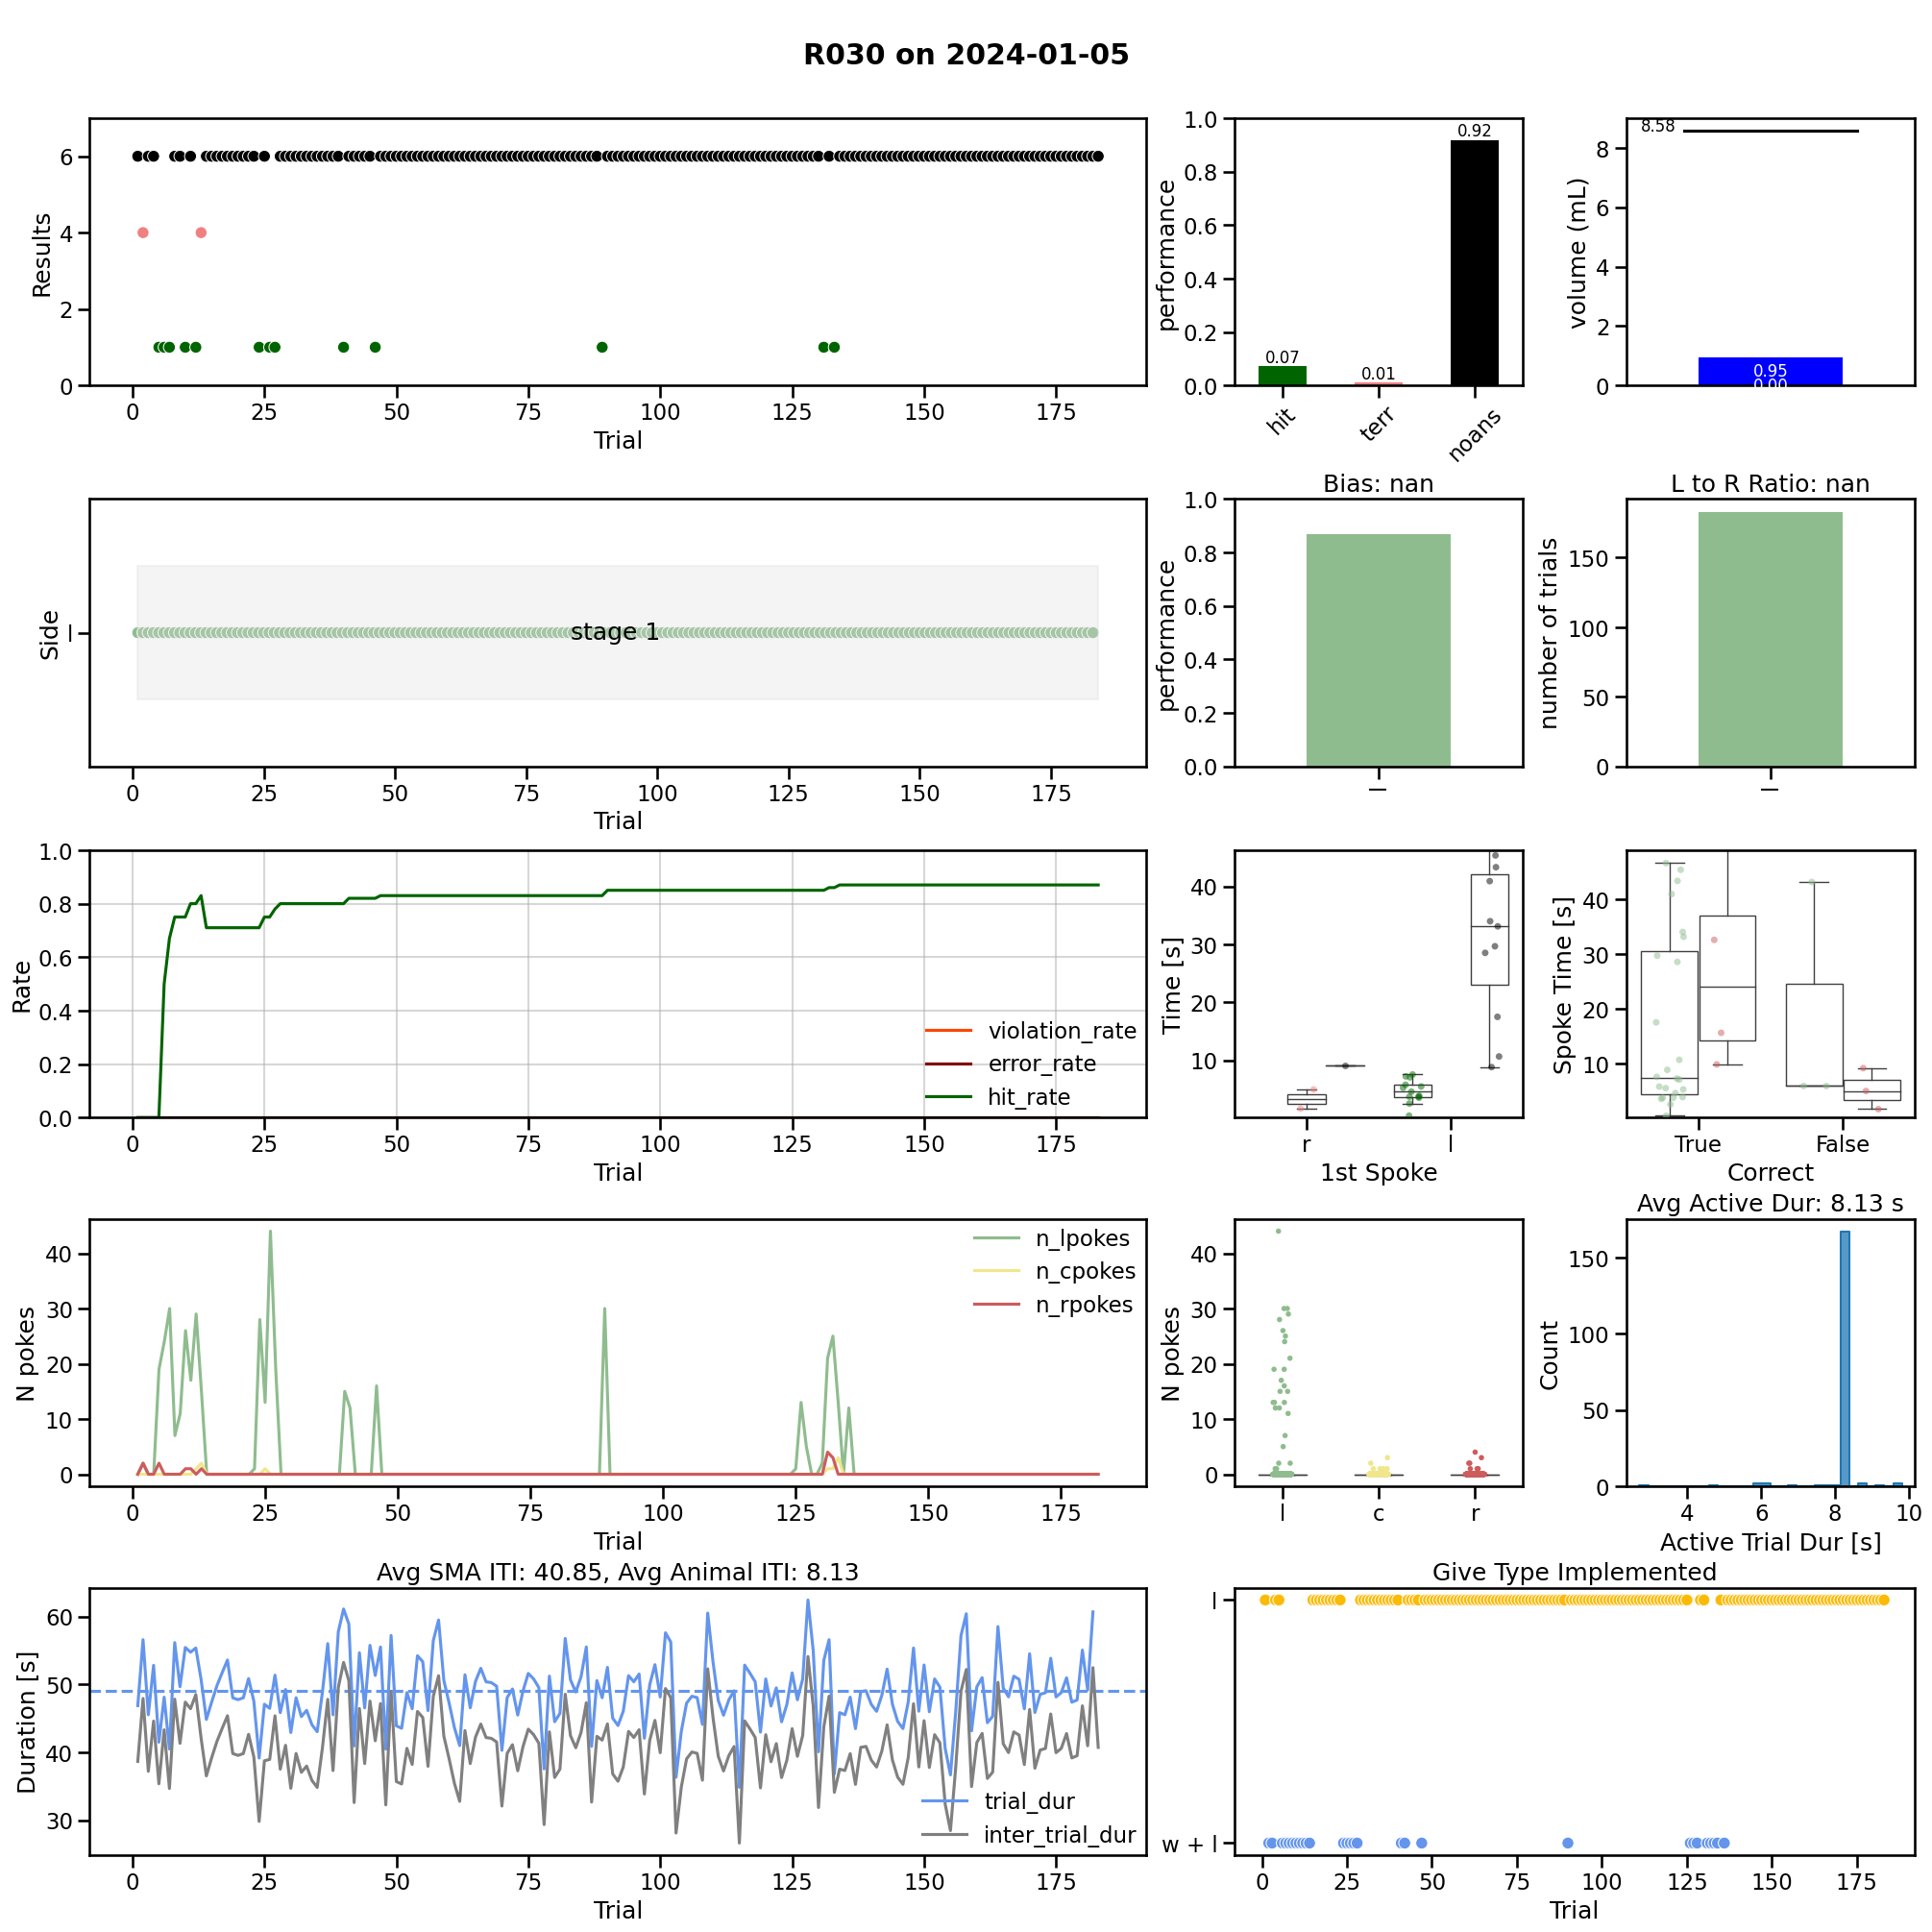 R030 on 2024-01-05
Results
6
4
2
0
0 25 50 75 100 125 150 175
Trial
performance
1.0
0.8
0.6
0.4
0.2
0.0
0.07
0.01
0.92
hit
terr
noans
volume (mL)
8
6
4
2
0
8.58
0.95
0.00
Side
l
stage 1
0 25 50 75 100 125 150 175
Trial
Bias: nan
performance
1.0
0.8
0.6
0.4
0.2
0.0
l
L to R Ratio: nan
number of trials
150
100
50
0
l
Rate
1.0
0.8
0.6
0.4
0.2
0.0
violation_rate
error_rate
hit_rate
0 25 50 75 100 125 150 175
Trial
Time [s]
40
30
20
10
r l
1st Spoke
Spoke Time [s]
40
30
20
10
True False
Correct
N pokes
40
30
20
10
0
n_lpokes
n_cpokes
n_rpokes
0 25 50 75 100 125 150 175
Trial
N pokes
40
30
20
10
0
l c r
Avg Active Dur: 8.13 s
Count
150
100
50
0
4 6 8 10
Active Trial Dur [s]
Avg SMA ITI: 40.85, Avg Animal ITI: 8.13
Duration [s]
60
50
40
30
trial_dur
inter_trial_dur
0 25 50 75 100 125 150 175
Trial
Give Type Implemented
l
w + l
0 25 50 75 100 125 150 175
Trial